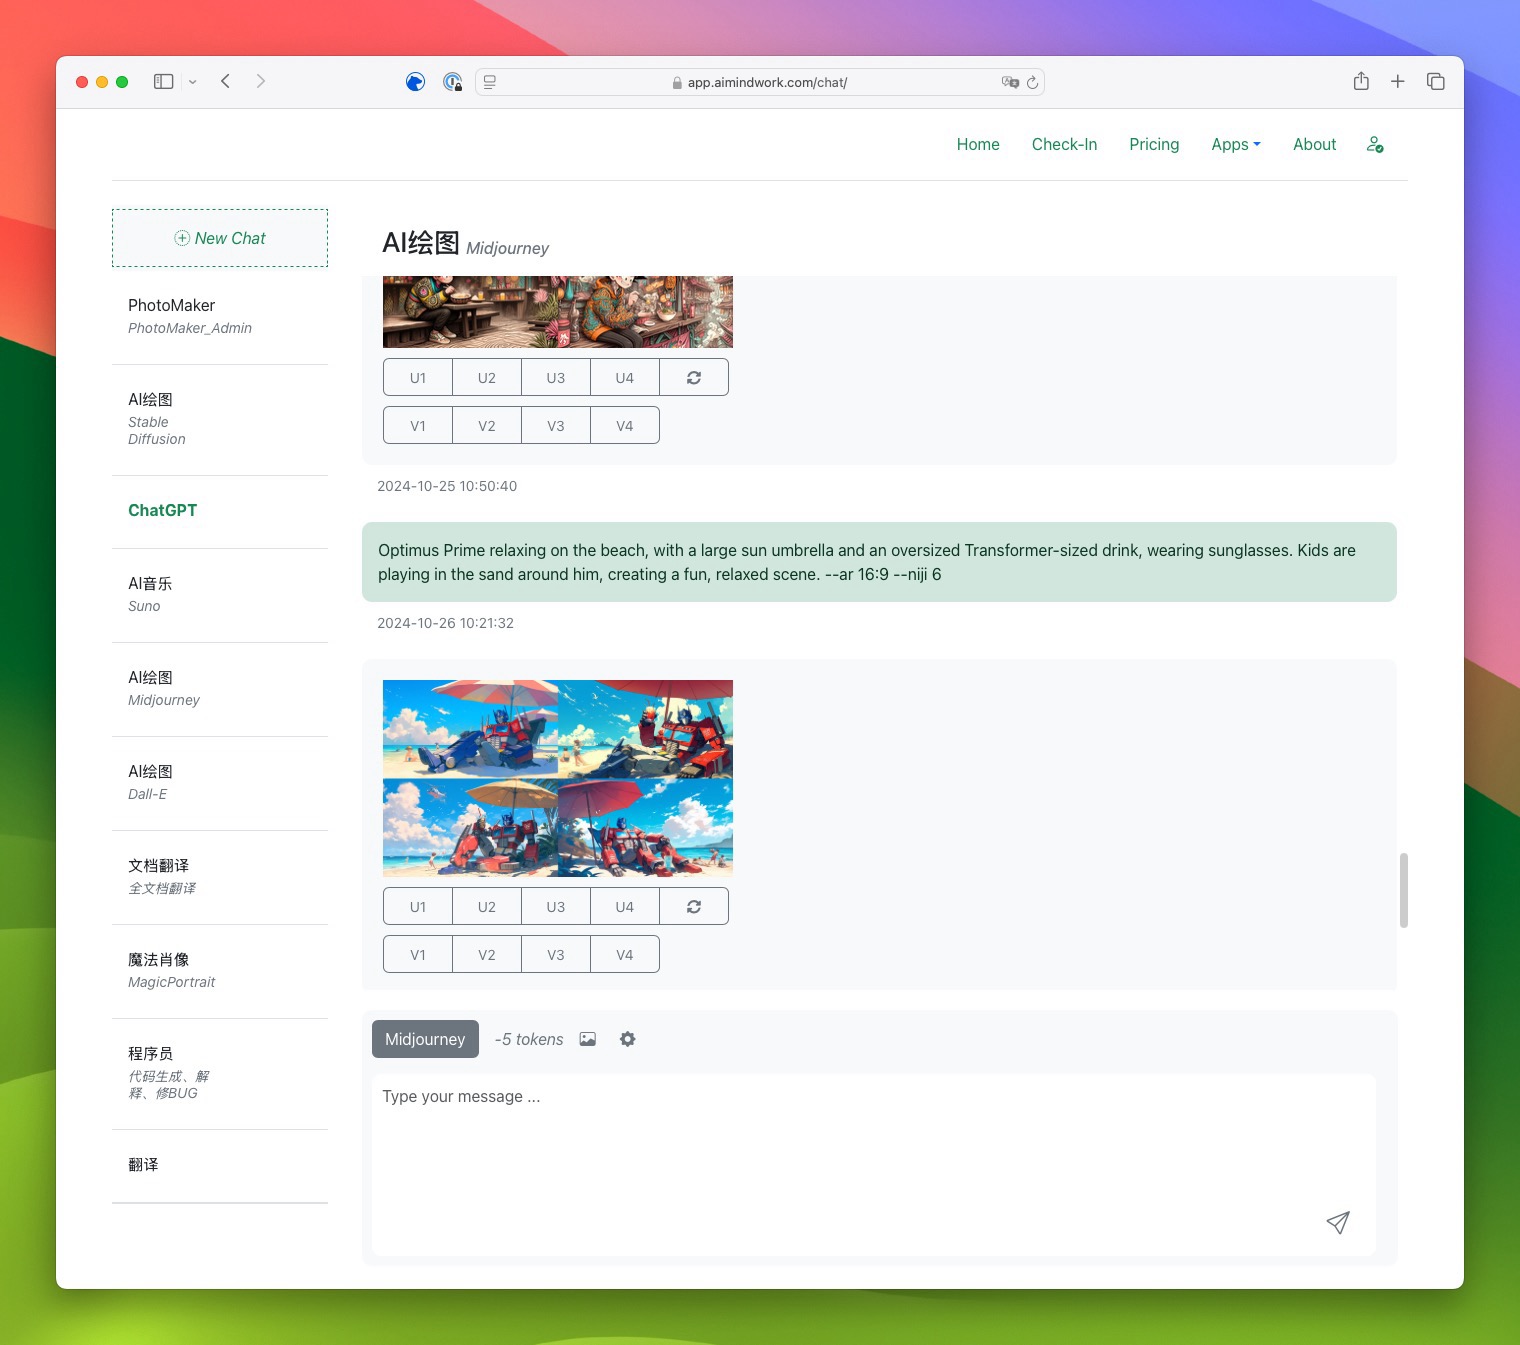 app.aimindwork.com/chat/
Home
Check-In
Pricing
Apps
About
New Chat
PhotoMaker
PhotoMaker_Admin
AI绘图
Stable
Diffusion
ChatGPT
AI音乐
Suno
AI绘图
Midjourney
AI绘图
Dall-E
文档翻译
全文档翻译
魔法肖像
MagicPortrait
程序员
代码生成、解
释、修BUG
翻译
AI绘图 Midjourney
U1
U2
U3
U4
V1
V2
V3
V4
2024-10-25 10:50:40
Optimus Prime relaxing on the beach, with a large sun umbrella and an oversized Transformer-sized drink, wearing sunglasses. Kids are
playing in the sand around him, creating a fun, relaxed scene. --ar 16:9 --niji 6
2024-10-26 10:21:32
U1
U2
U3
U4
V1
V2
V3
V4
Midjourney
-5 tokens
Type your message ...